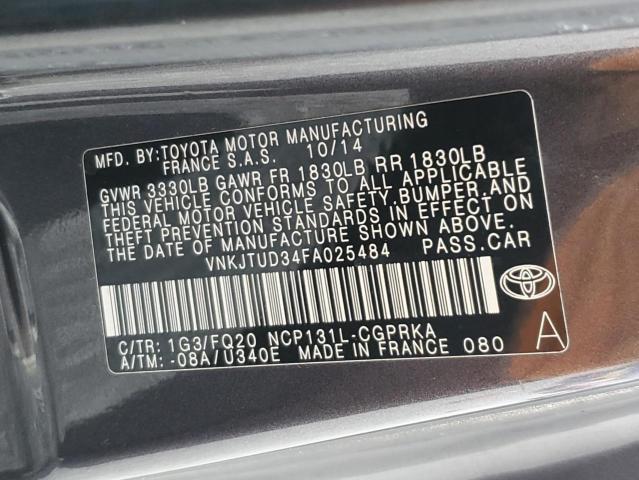 MFD. BY:TOYOTA MOTOR MANUFACTURING
FRANCE S.A.S. 10/14
GVWR 3330LB GAWR FR 1830LB RR 1830LB
THIS VEHICLE CONFORMS TO ALL APPLICABLE
FEDERAL MOTOR VEHICLE SAFETY,BUMPER,AND
THEFT PREVENTION STANDARDS IN EFFECT ON
THE DATE OF MANUFACTURE SHOWN ABOVE.
VNKJTUD34FA025484 PASS.CAR
C/TR: 1G3/FQ20 NCP131L-CGPRKA
A/TM: -08A/U340E MADE IN FRANCE 080
A